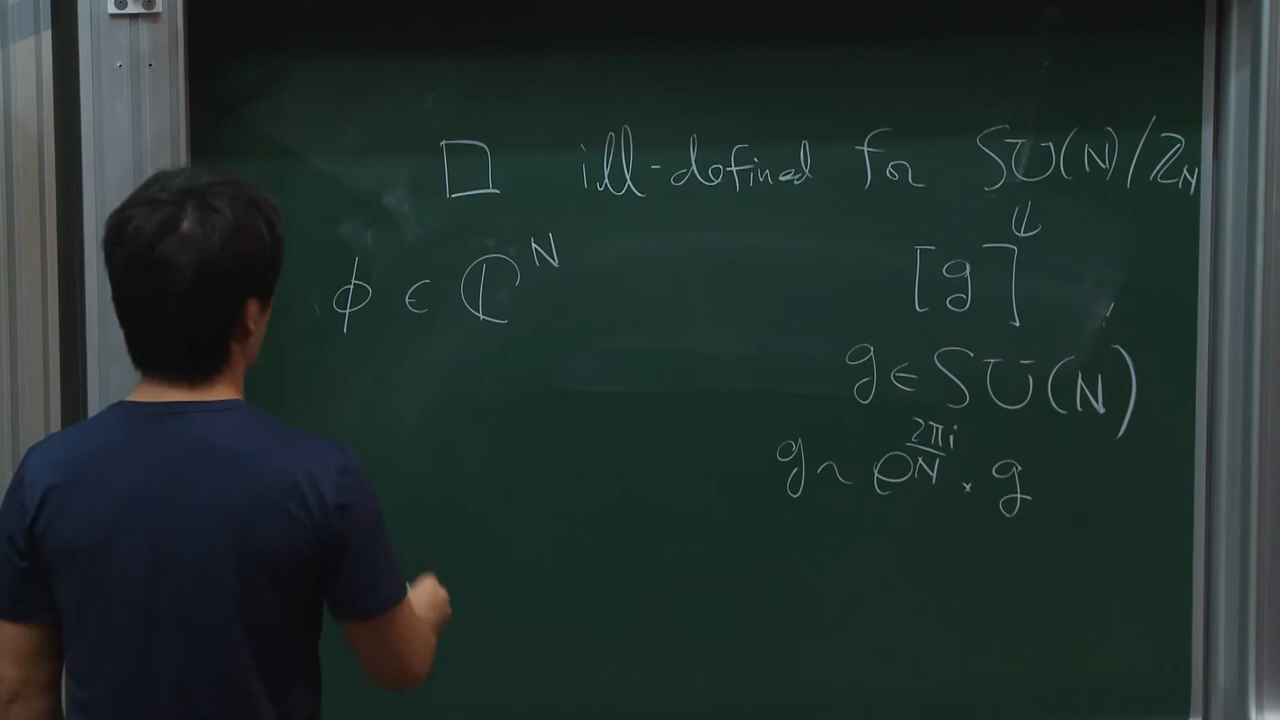 □ ill-defined for SU(N)/ℤ_N
↓
ϕ ∈ ℂ^N [g]
g ∈ SU(N)
g ~ e^{2πi/N} · g